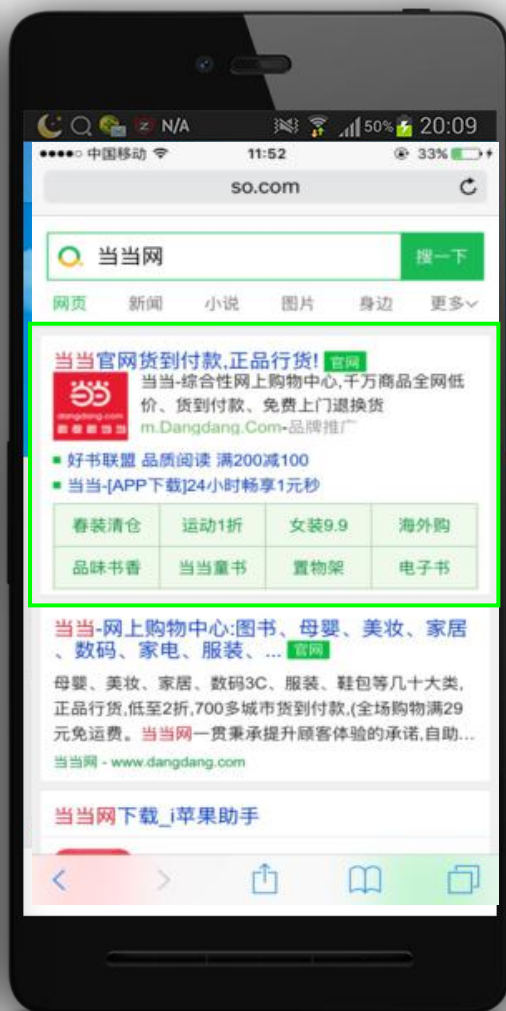 N/A 50% 20:09
中国移动 11:52 33%
so.com
当当网 搜一下
网页 新闻 小说 图片 身边 更多
当当官网货到付款,正品行货! 官网
当当-综合性网上购物中心,千万商品全网低
价、货到付款、免费上门退换货
m.Dangdang.Com-品牌推广
当当
dangdang.com
好书联盟 品质阅读 满200减100
当当-[APP下载]24小时畅享1元秒
春装清仓 运动1折 女装9.9 海外购
品味书香 当当童书 置物架 电子书
当当-网上购物中心:图书、母婴、美妆、家居
、数码、家电、服装、... 官网
母婴、美妆、家居、数码3C、服装、鞋包等几十大类,
正品行货,低至2折,700多城市货到付款,(全场购物满29
元免运费。当当网一贯秉承提升顾客体验的承诺,自助...
当当网 - www.dangdang.com
当当网下载_i苹果助手